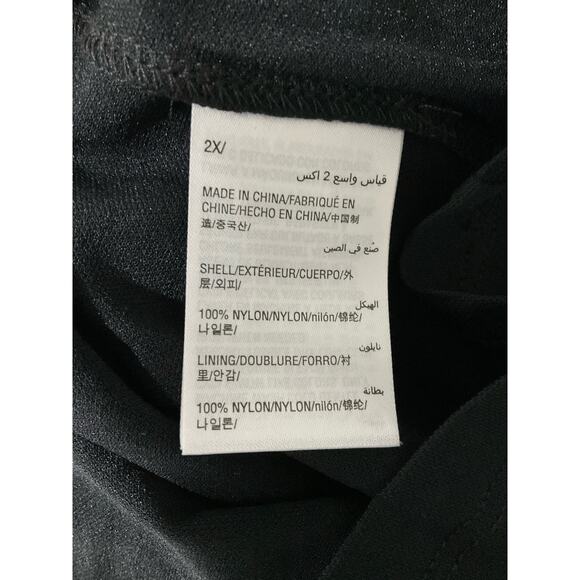 2X/
قياس واسع 2 اكس
MADE IN CHINA/FABRIQUÉ EN
CHINE/HECHO EN CHINA/中国制
造/중국산/
صُنع في الصين
SHELL/EXTÉRIEUR/CUERPO/外
层/외피/
الهيكل
100% NYLON/NYLON/nilón/锦纶/
나일론/
نايلون
LINING/DOUBLURE/FORRO/衬
里/안감/
بطانة
100% NYLON/NYLON/nilón/锦纶/
나일론/